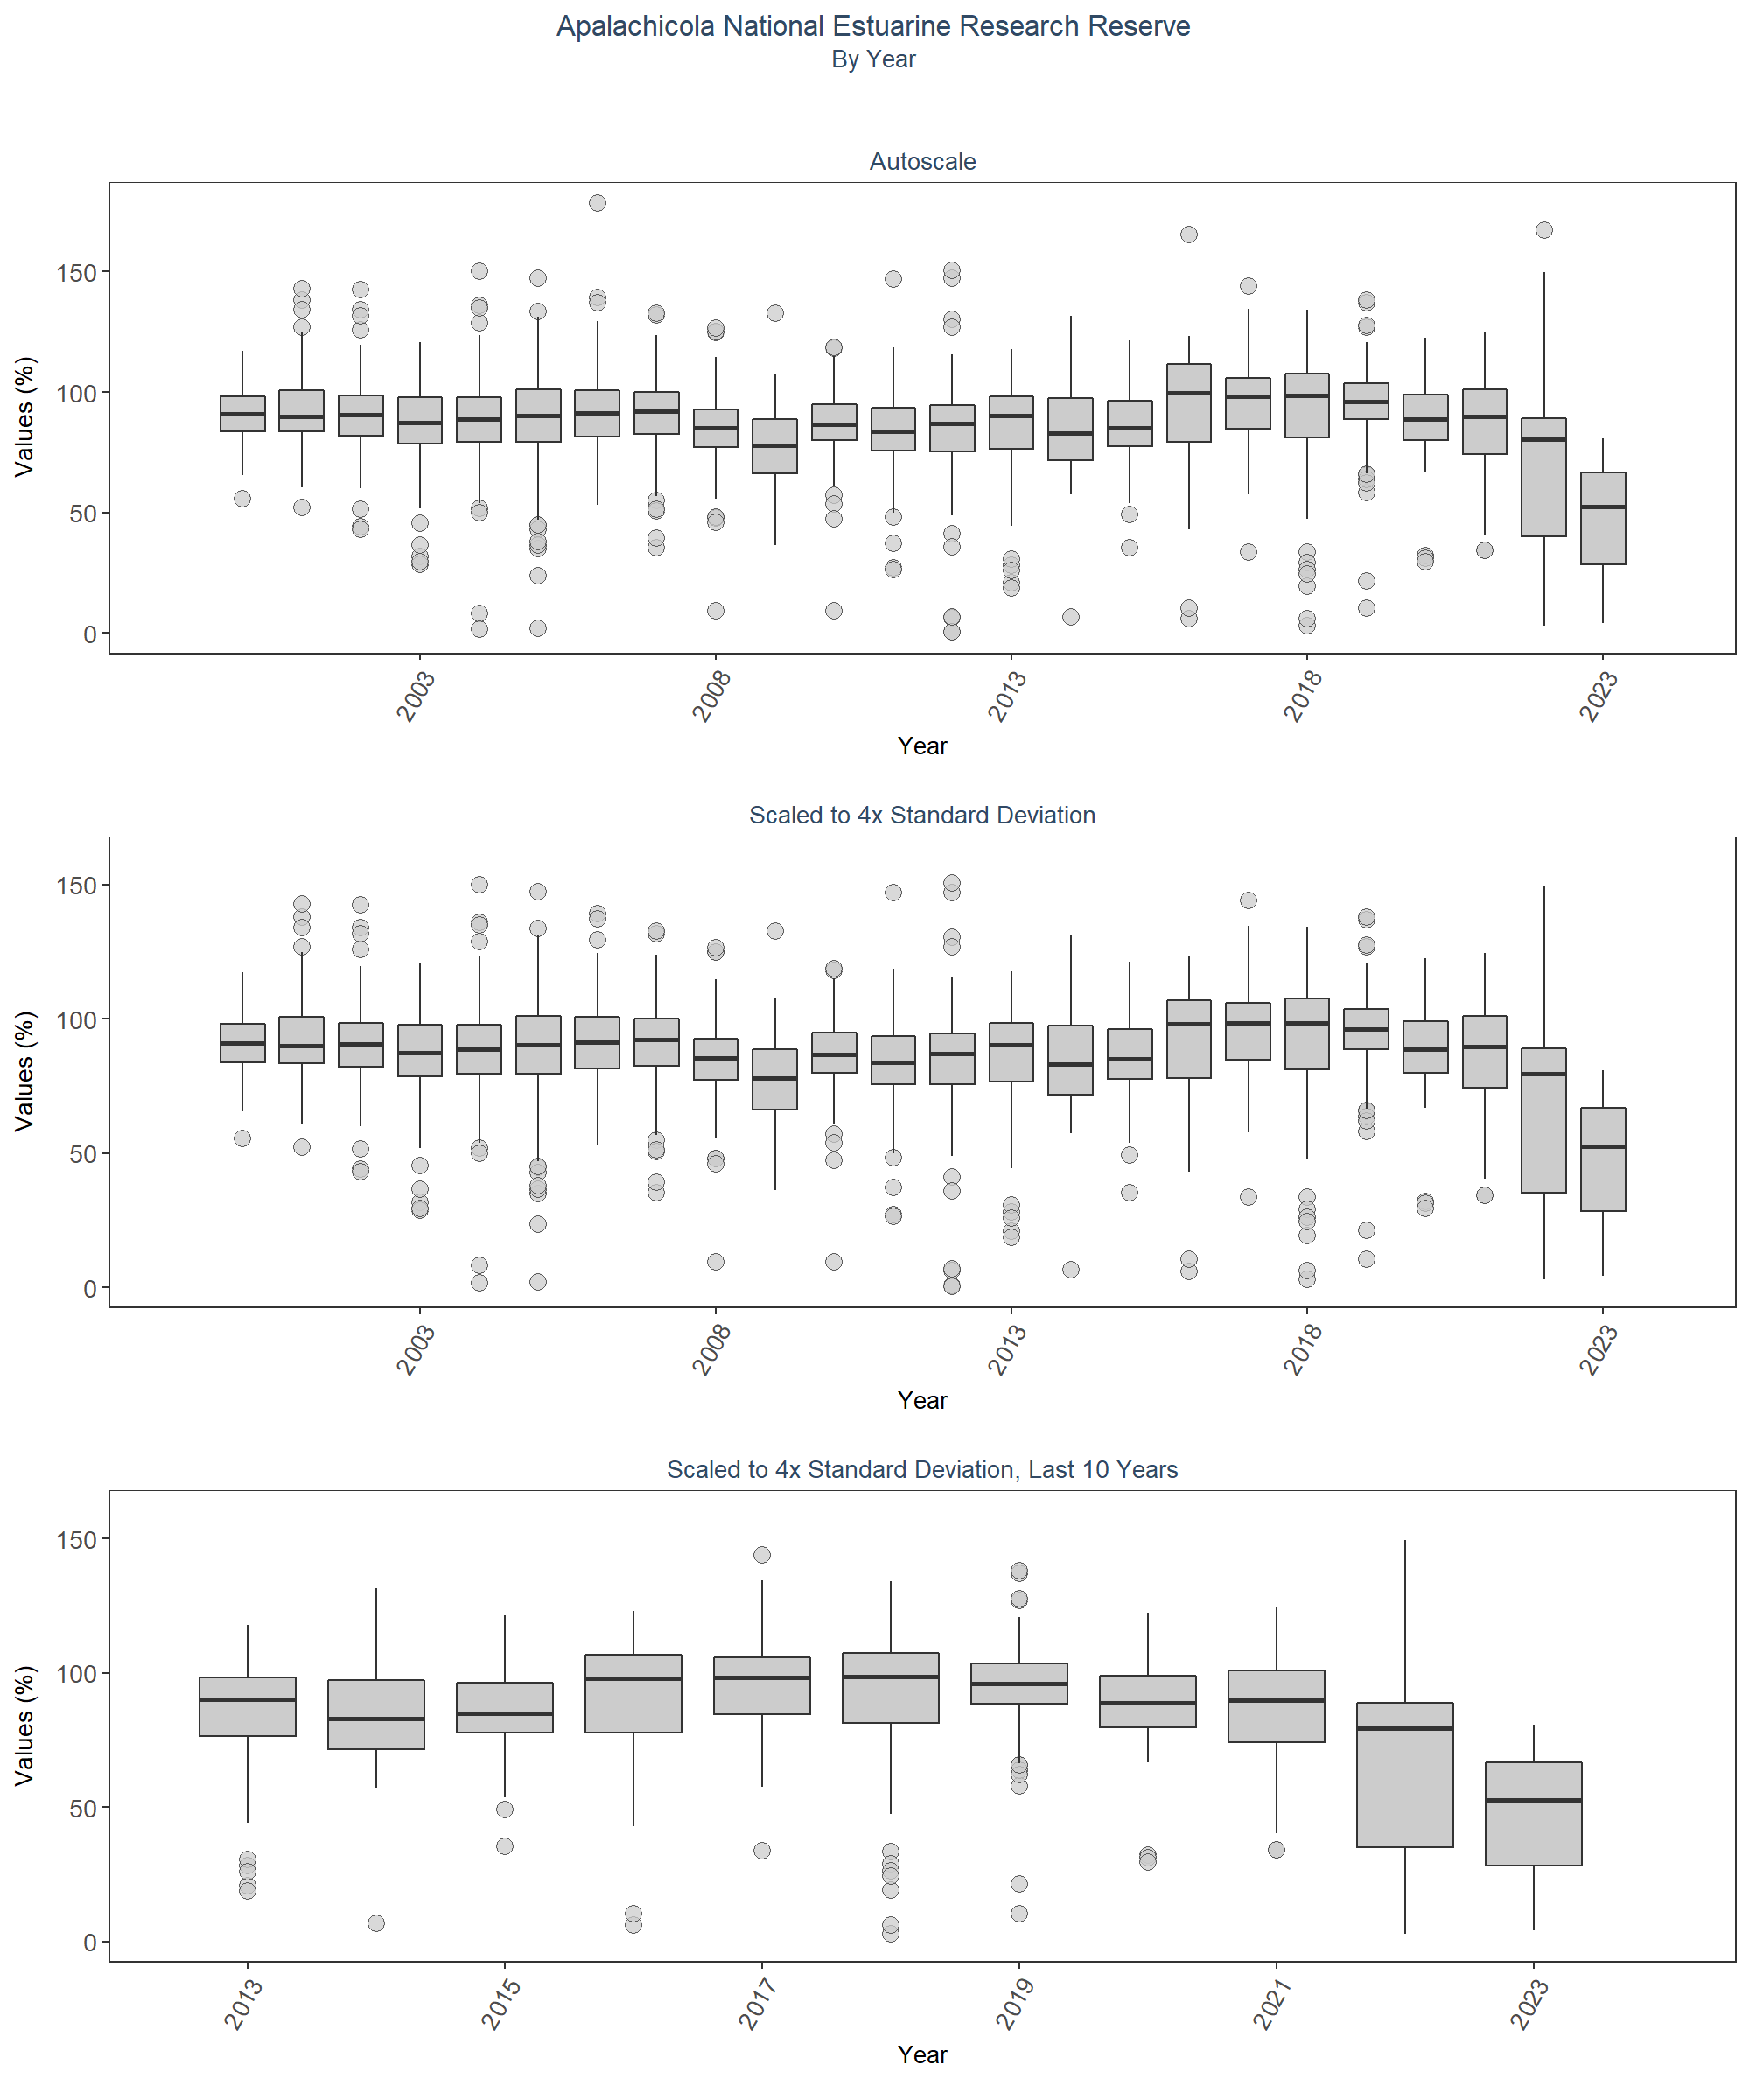 Apalachicola National Estuarine Research Reserve
By Year
Autoscale
Values (%)
150
100
50
0
2003 2008 2013 2018 2023
Year
Scaled to 4x Standard Deviation
Values (%)
150
100
50
0
2003 2008 2013 2018 2023
Year
Scaled to 4x Standard Deviation, Last 10 Years
Values (%)
150
100
50
0
2013 2015 2017 2019 2021 2023
Year